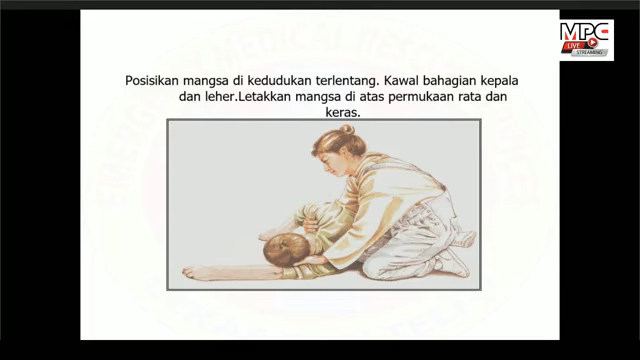 MPC
LIVE
STREAMING
Posisikan mangsa di kedudukan terlentang. Kawal bahagian kepala
dan leher.Letakkan mangsa di atas permukaan rata dan
keras.